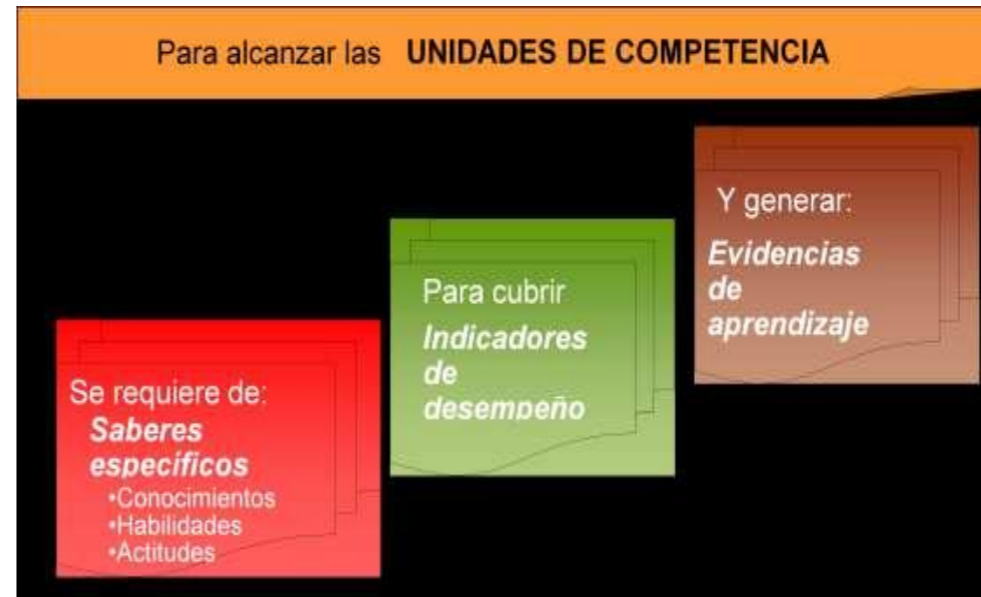 Para alcanzar las UNIDADES DE COMPETENCIA
Se requiere de:
Saberes
específicos
•Conocimientos
•Habilidades
•Actitudes
Para cubrir
Indicadores
de
desempeño
Y generar:
Evidencias
de
aprendizaje